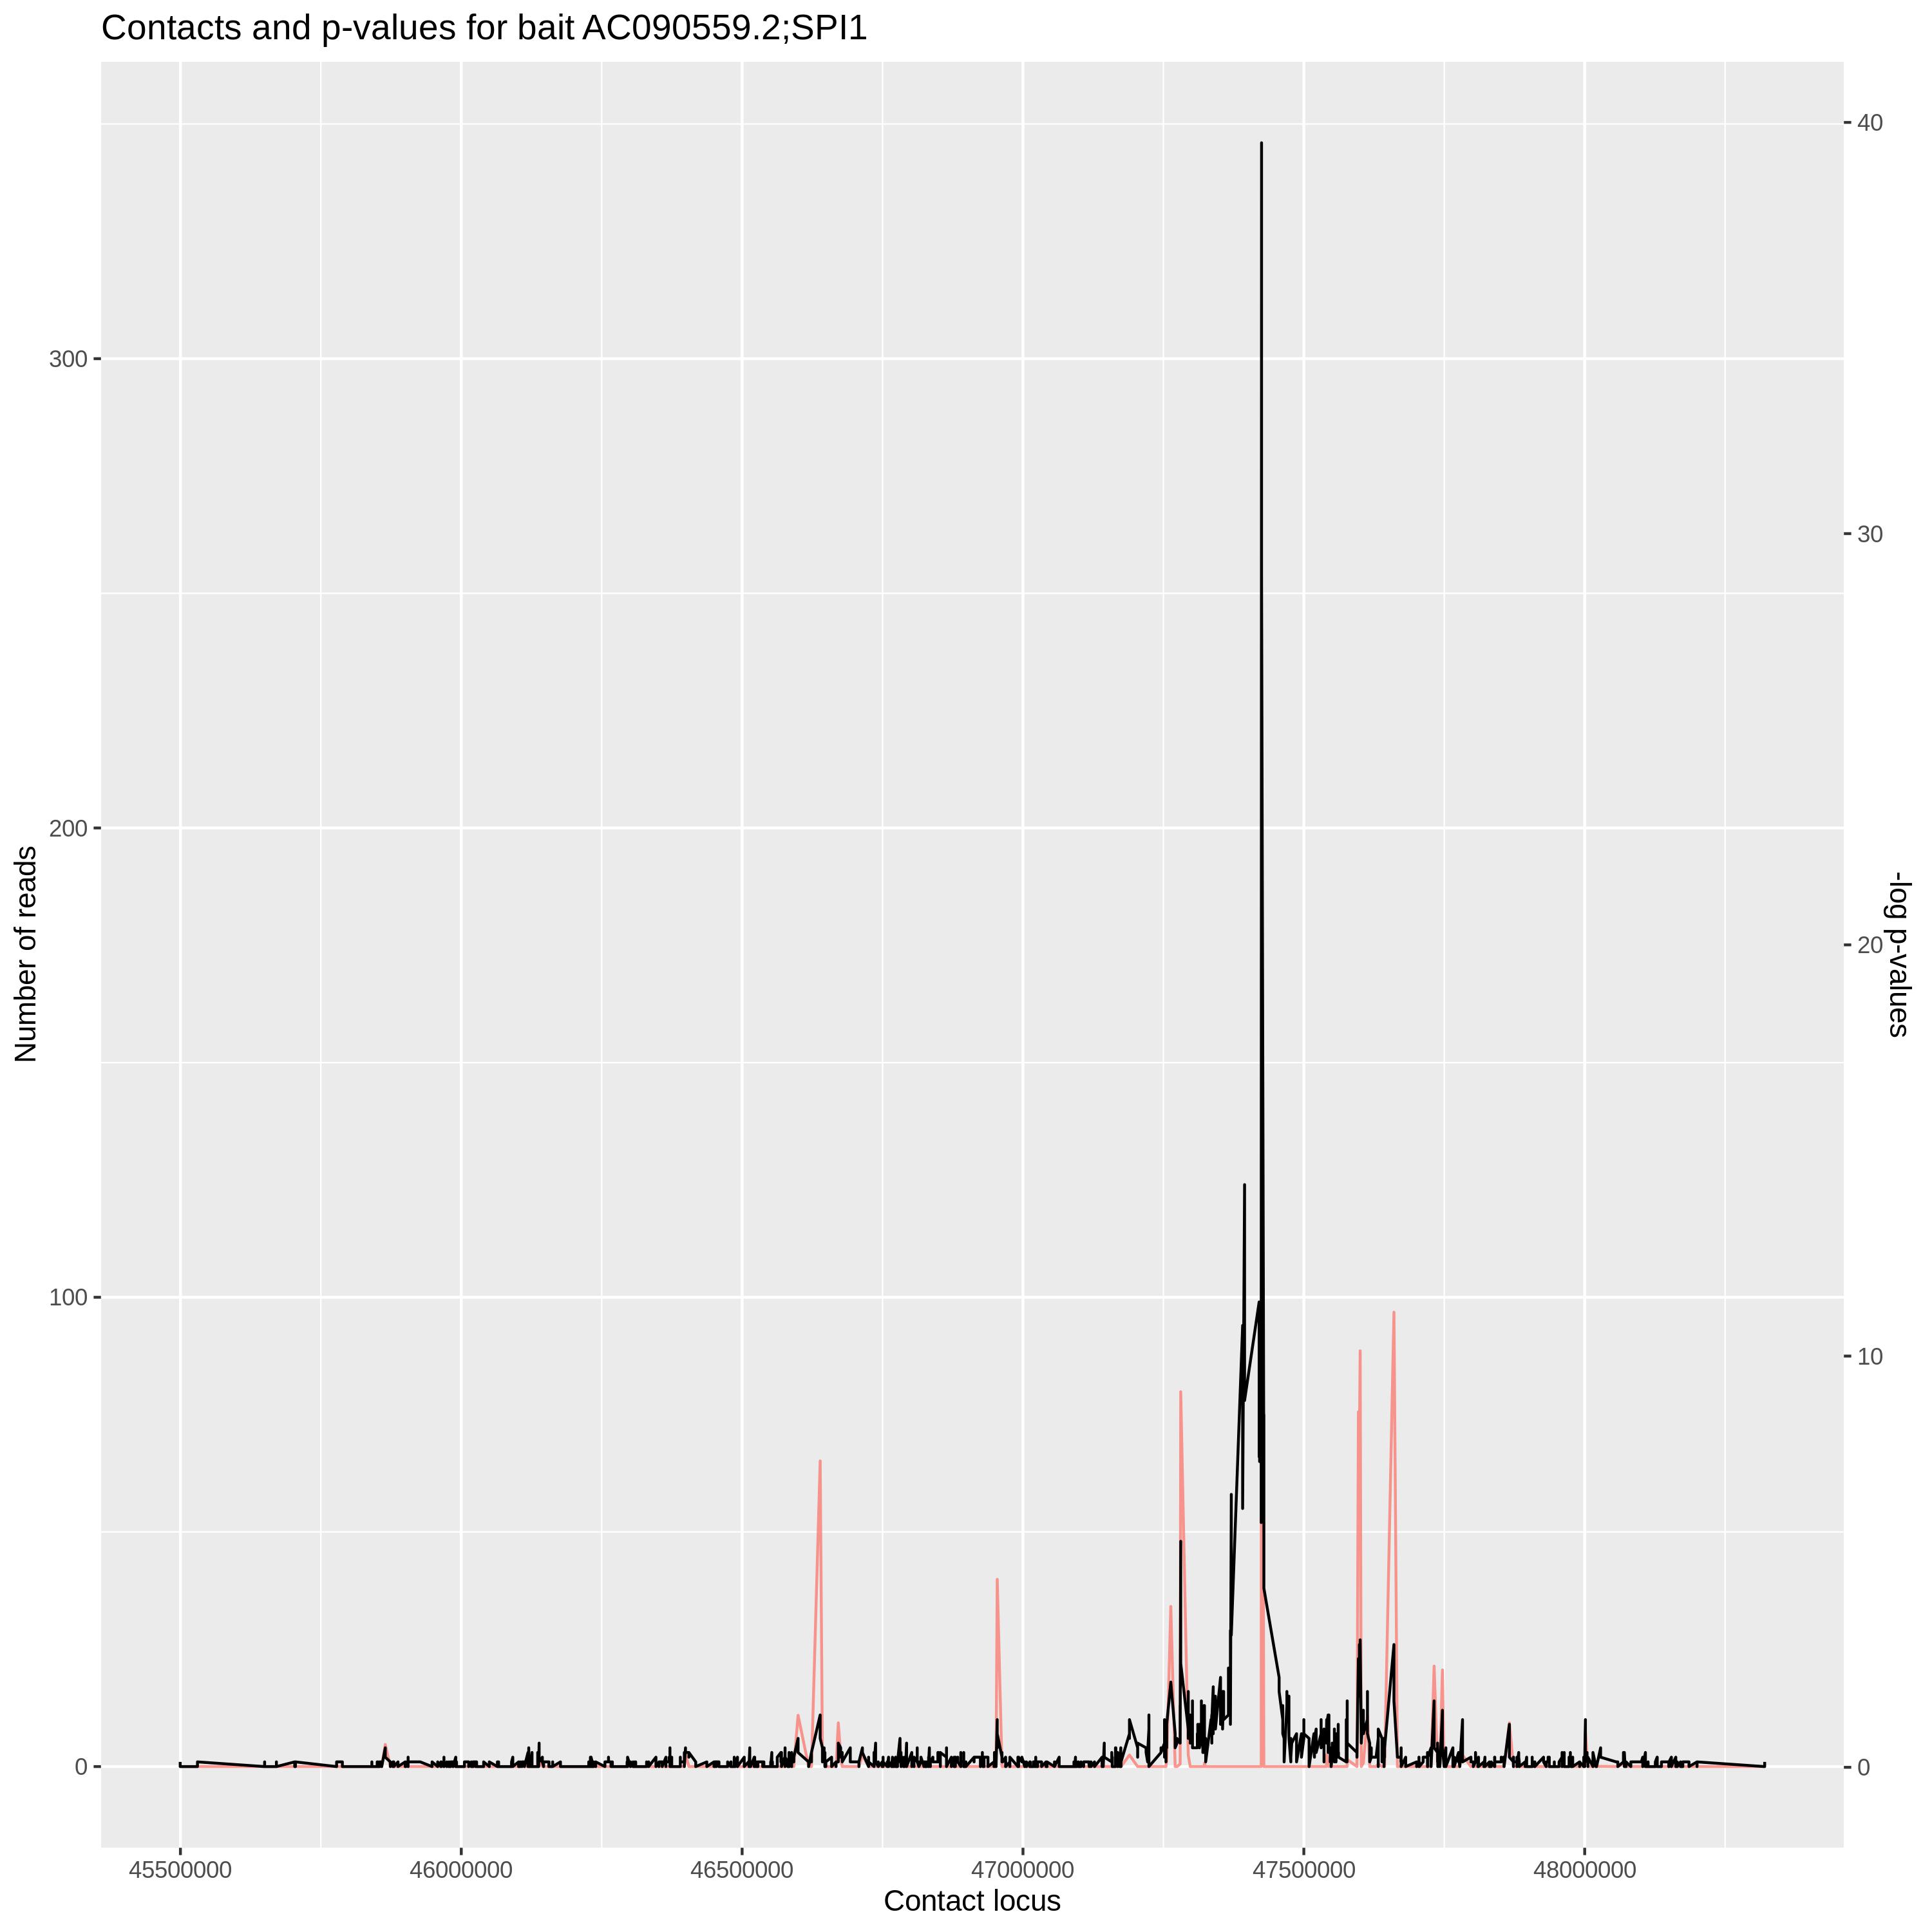 Contacts and p-values for bait AC090559.2;SPI1
Number of reads
300
200
100
0
40
30
20
10
0
-log p-values
45500000 46000000 46500000 47000000 47500000 48000000
Contact locus